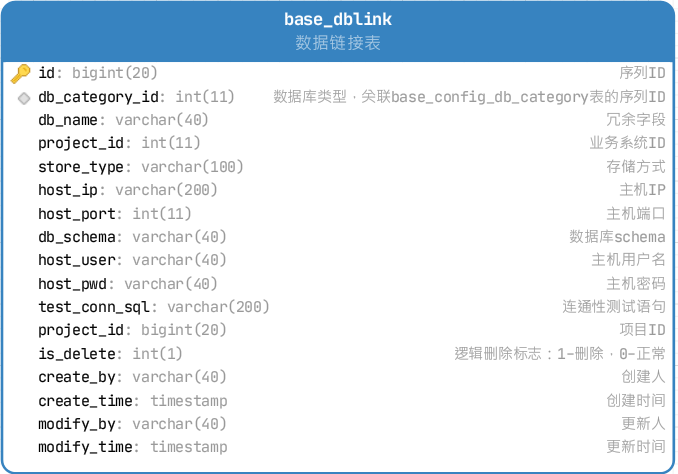 base_dblink
数据链接表
id: bigint(20) 序列ID
db_category_id: int(11) 数据库类型，关联base_config_db_category表的序列ID
db_name: varchar(40) 冗余字段
project_id: int(11) 业务系统ID
store_type: varchar(100) 存储方式
host_ip: varchar(200) 主机IP
host_port: int(11) 主机端口
db_schema: varchar(40) 数据库schema
host_user: varchar(40) 主机用户名
host_pwd: varchar(40) 主机密码
test_conn_sql: varchar(200) 连通性测试语句
project_id: bigint(20) 项目ID
is_delete: int(1) 逻辑删除标志：1-删除，0-正常
create_by: varchar(40) 创建人
create_time: timestamp 创建时间
modify_by: varchar(40) 更新人
modify_time: timestamp 更新时间